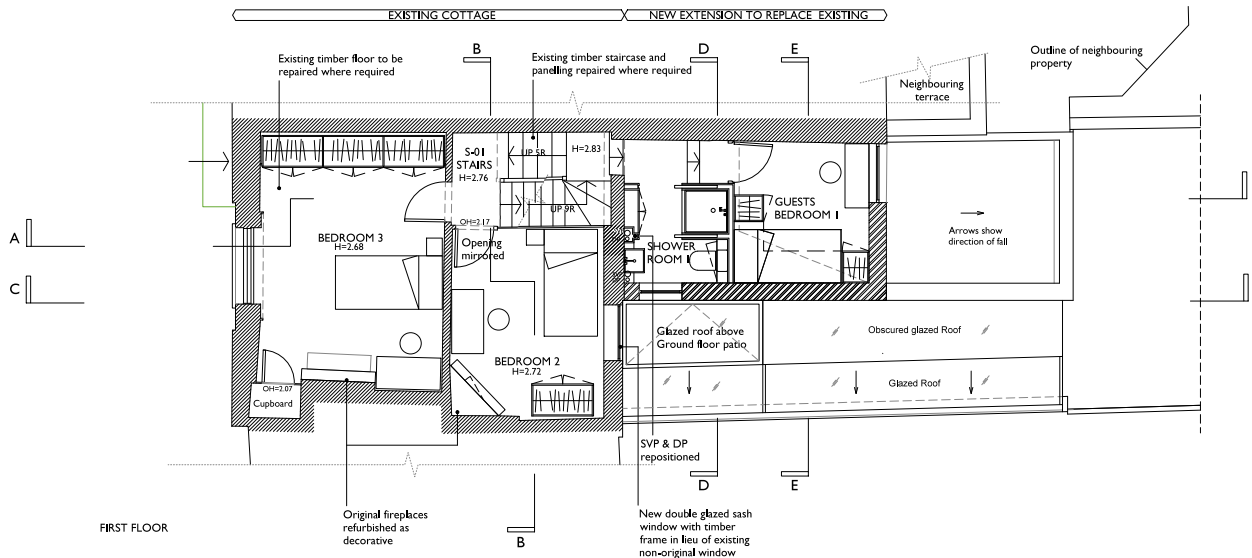 EXISTING COTTAGE
NEW EXTENSION TO REPLACE EXISTING
B
D
E
Existing timber floor to be
repaired where required
Existing timber staircase and
panelling repaired where required
Outline of neighbouring
property
Neighbouring
terrace
S-01
STAIRS
H=2.76
UP 5R
H=2.83
UP 9R
OH=2.17
Opening
mirrored
GUESTS
BEDROOM 1
SHOWER
ROOM 1
Arrows show
direction of fall
A
C
BEDROOM 3
H=2.68
BEDROOM 2
H=2.72
Glazed roof above
Ground floor patio
Obscured glazed Roof
Glazed Roof
OH=2.07
Cupboard
SVP & DP
repositioned
D
E
B
Original fireplaces
refurbished as
decorative
New double glazed sash
window with timber
frame in lieu of existing
non-original window
FIRST FLOOR